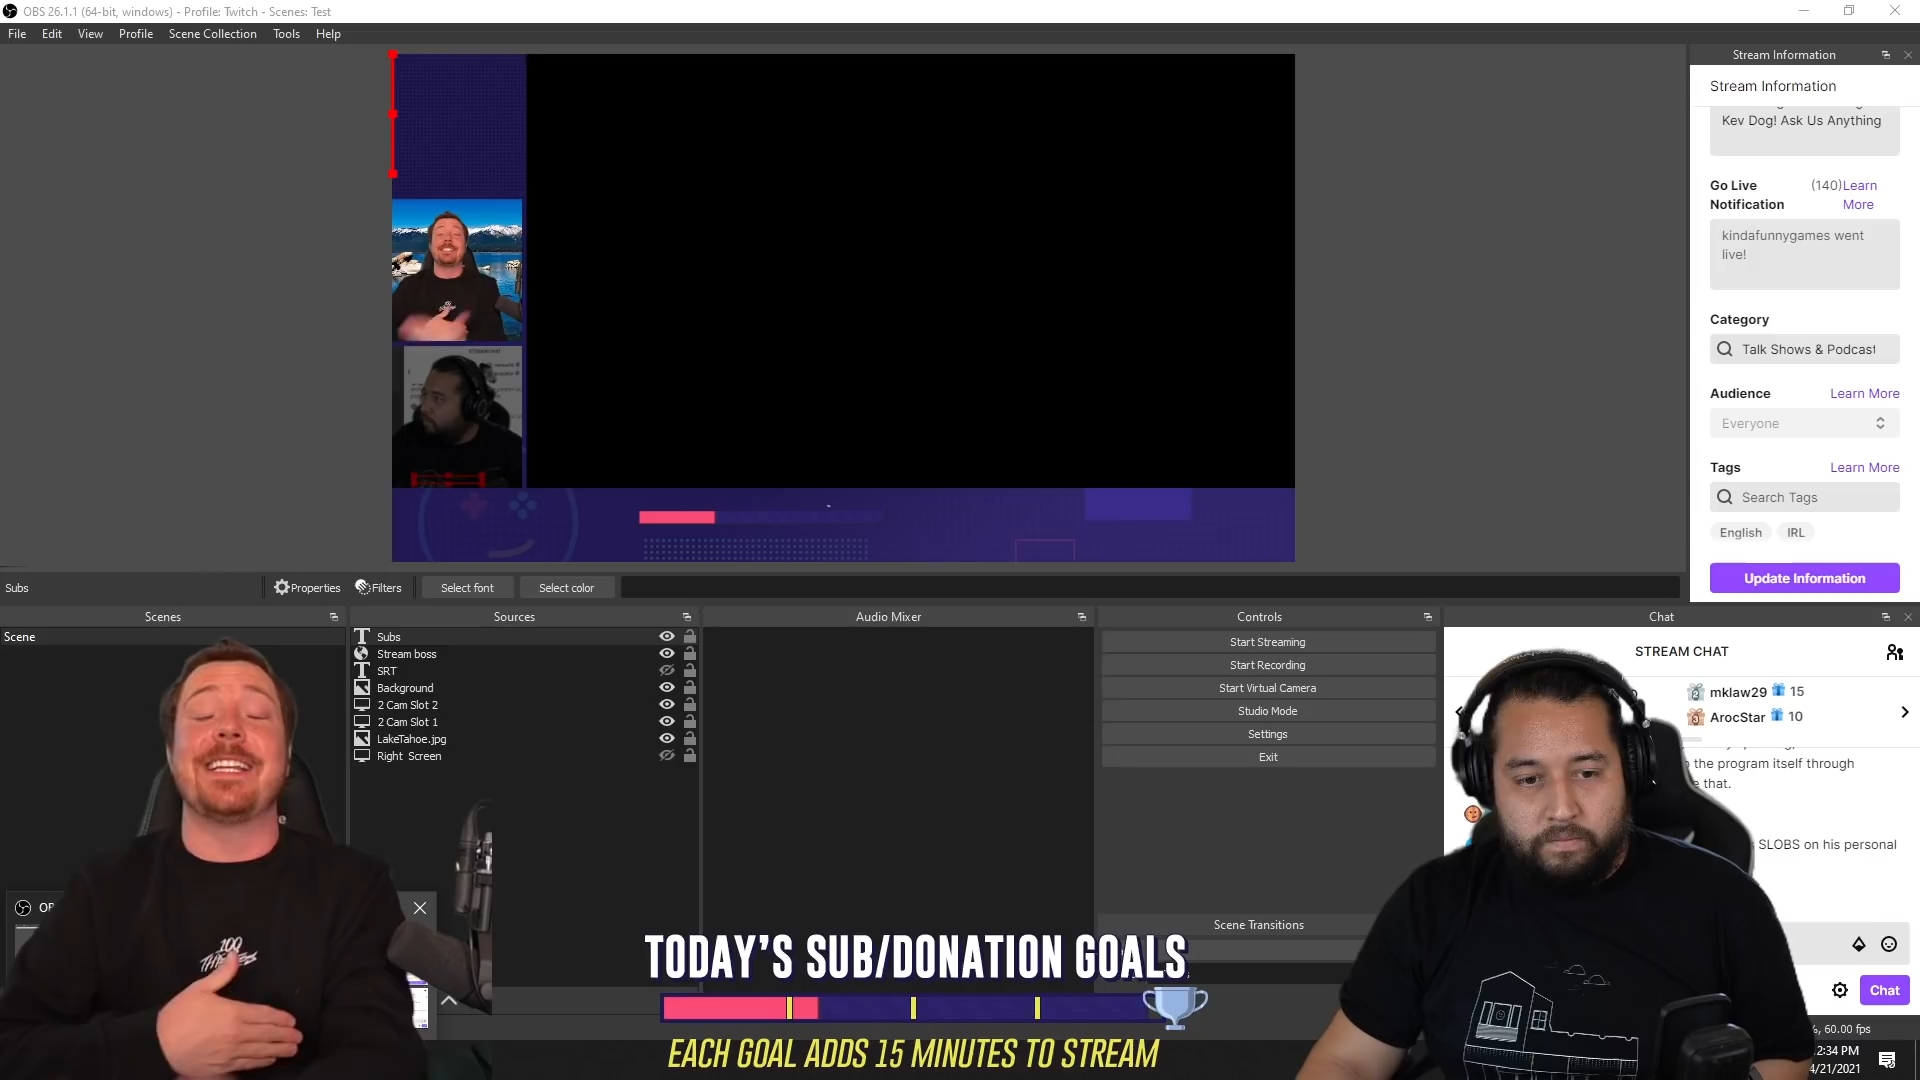 OBS 26.1.1 (64-bit, windows) - Profile: Twitch - Scenes: Test
File Edit View Profile Scene Collection Tools Help
Stream Information
Stream Information
Kev Dog! Ask Us Anything
Go Live Notification (140) Learn More
kindafunnygames went live!
Category
Talk Shows & Podcast
Audience Learn More
Everyone
Tags Learn More
Search Tags
English IRL
Update Information
Subs Properties Filters Select font Select color
Scenes Sources Audio Mixer Controls Chat
Scene
Subs
Stream boss
SRT
Background
2 Cam Slot 2
2 Cam Slot 1
LakeTahoe.jpg
Right Screen
Start Streaming
Start Recording
Start Virtual Camera
Studio Mode
Settings
Exit
Scene Transitions
STREAM CHAT
2 mklaw29 15
3 ArocStar 10
the program itself through
that.
SLOBS on his personal
Chat
100
THIEVES
TODAY'S SUB/DONATION GOALS
EACH GOAL ADDS 15 MINUTES TO STREAM
%, 60.00 fps
2:34 PM
4/21/2021